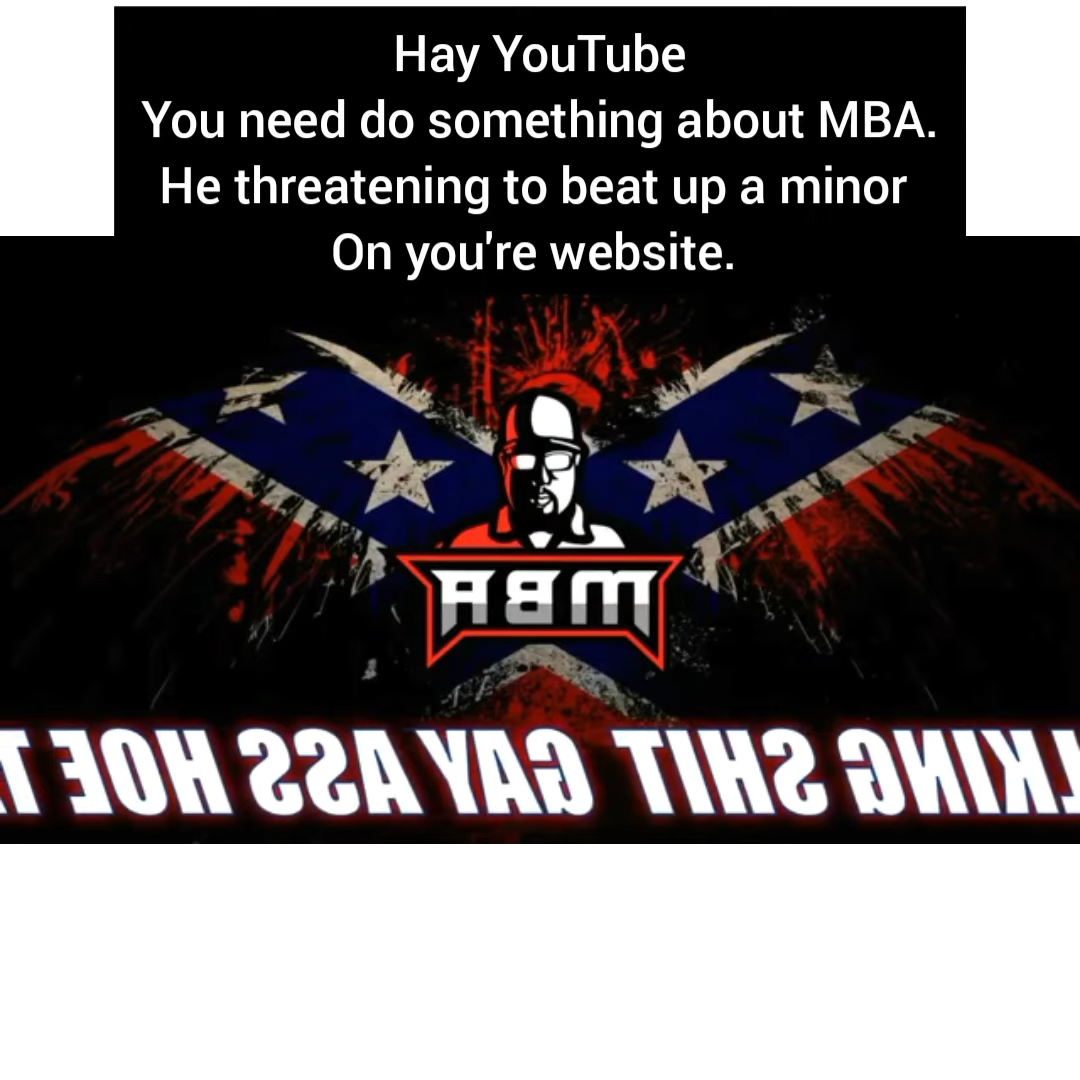 Hay YouTube
You need do something about MBA.
He threatening to beat up a minor
On you're website.
MBA
LKING SHIT GAY ASS HOE T